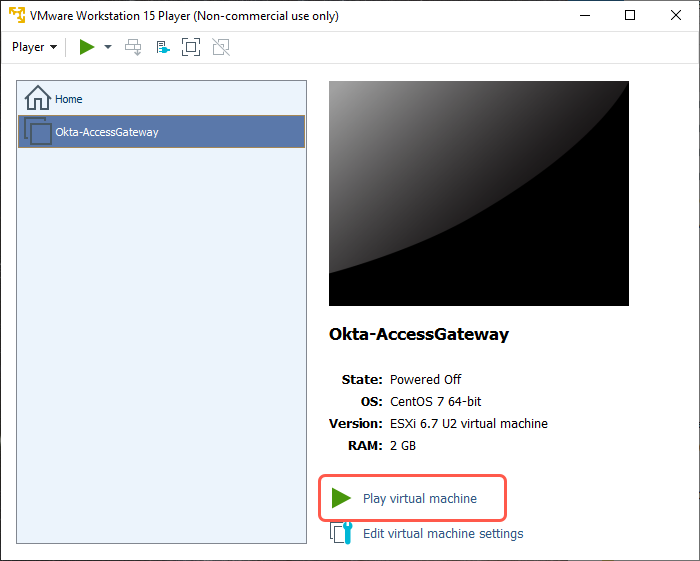 VMware Workstation 15 Player (Non-commercial use only)
Player
Home
Okta-AccessGateway
Okta-AccessGateway
State: Powered Off
OS: CentOS 7 64-bit
Version: ESXi 6.7 U2 virtual machine
RAM: 2 GB
Play virtual machine
Edit virtual machine settings